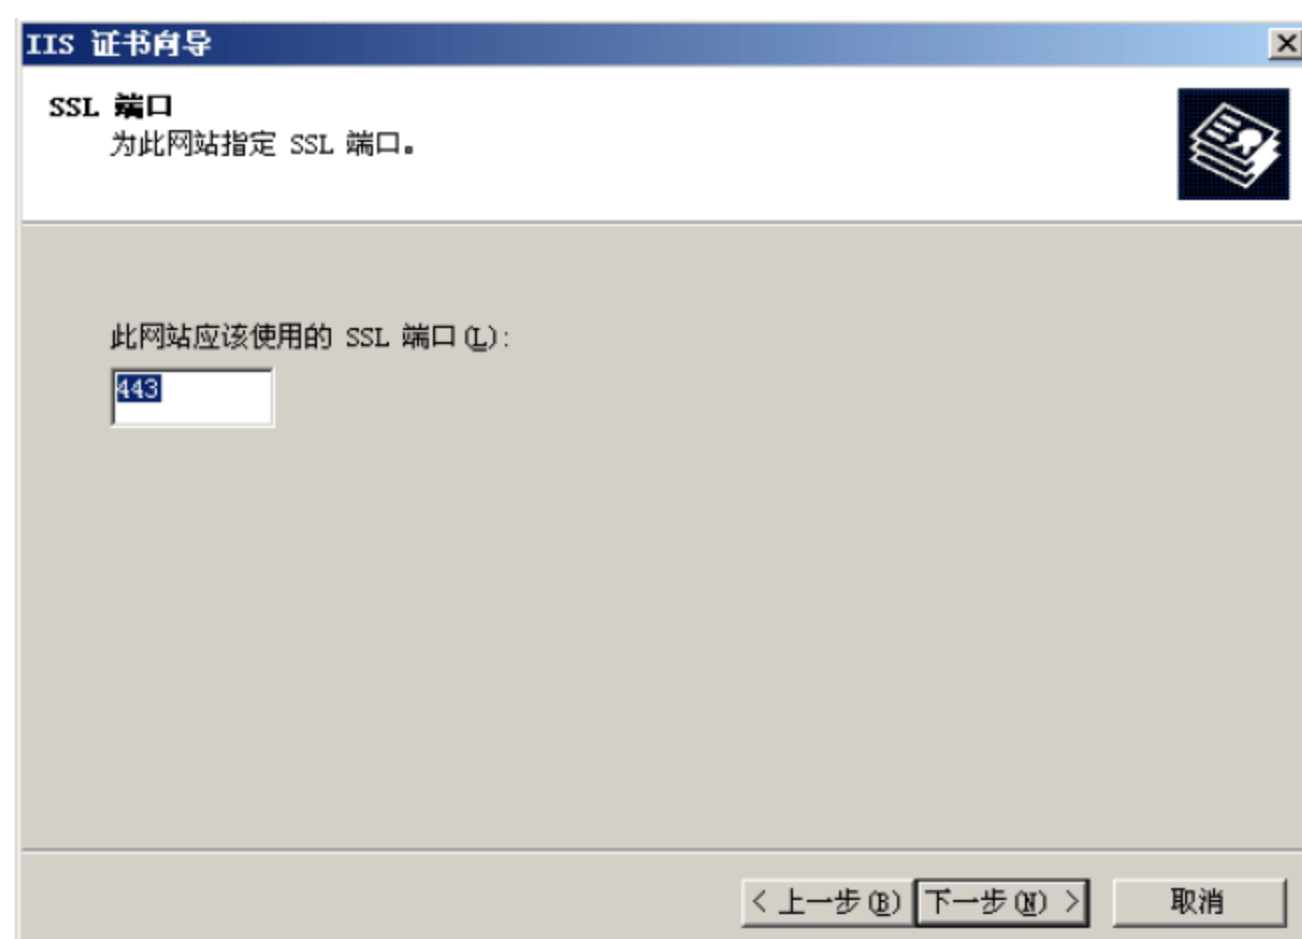 IIS 证书向导
SSL 端口
为此网站指定 SSL 端口。
此网站应该使用的 SSL 端口(L):
443
< 上一步(B) 下一步(N) > 取消